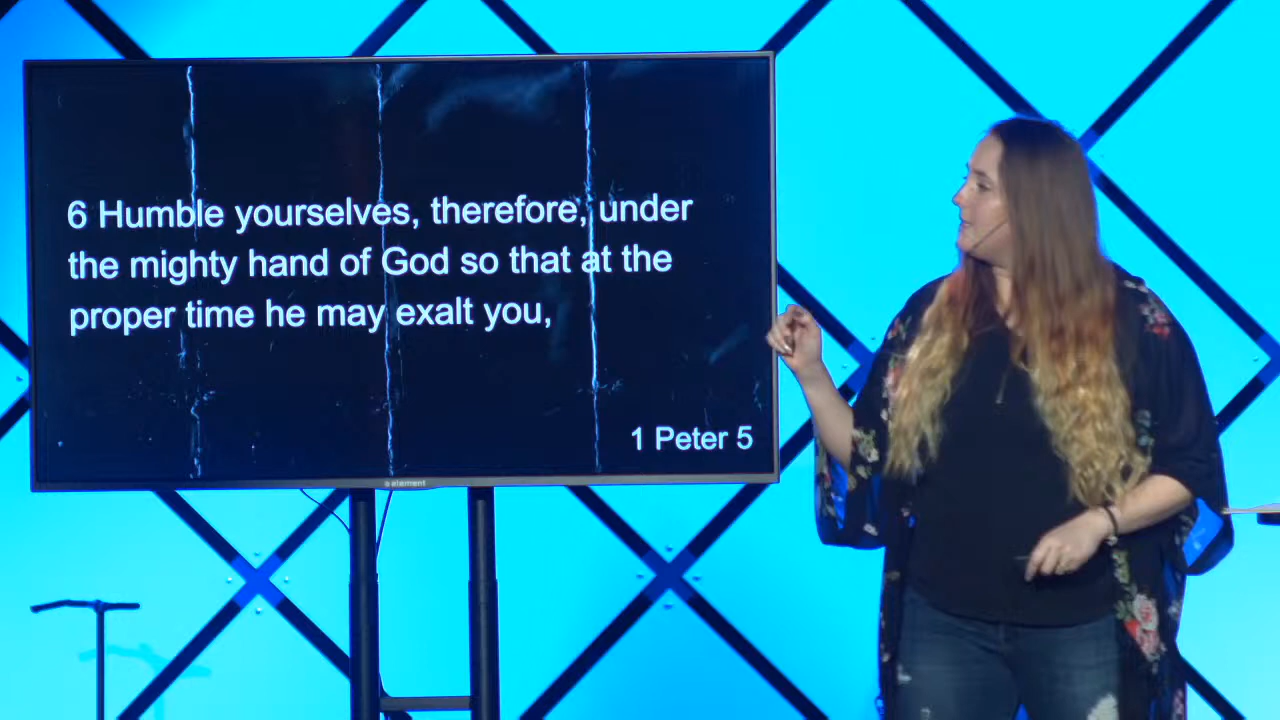 6 Humble yourselves, therefore, under
the mighty hand of God so that at the
proper time he may exalt you,
1 Peter 5
element